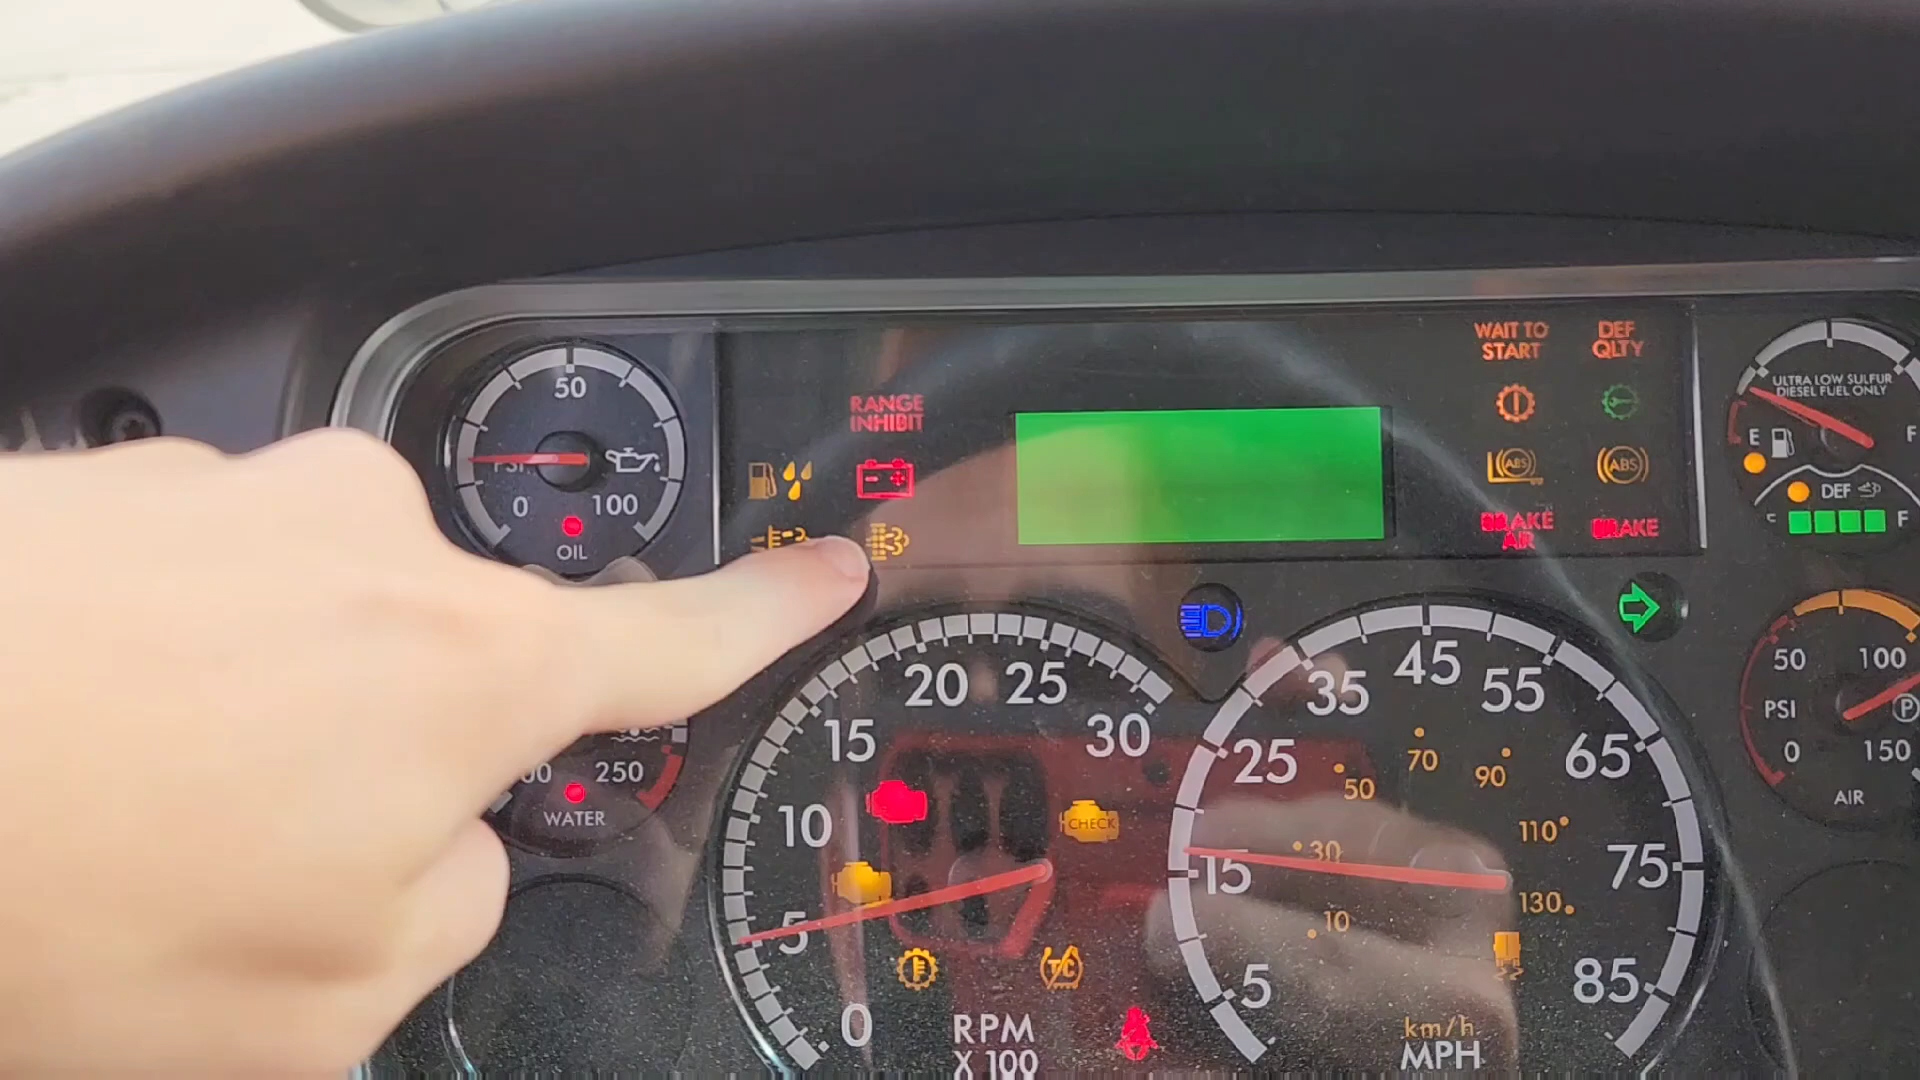 50
PSI
0
100
OIL
RANGE
INHIBIT
WAIT TO
START
DEF
QLTY
ABS
ABS
BRAKE
AIR
BRAKE
ULTRA LOW SULFUR
DIESEL FUEL ONLY
E
F
DEF
F
50
100
PSI
P
0
150
AIR
250
WATER
0
5
10
15
20
25
30
CHECK
TC
RPM
X 100
5
15
25
35
45
55
65
75
85
10
30
50
70
90
110
130
km/h
MPH